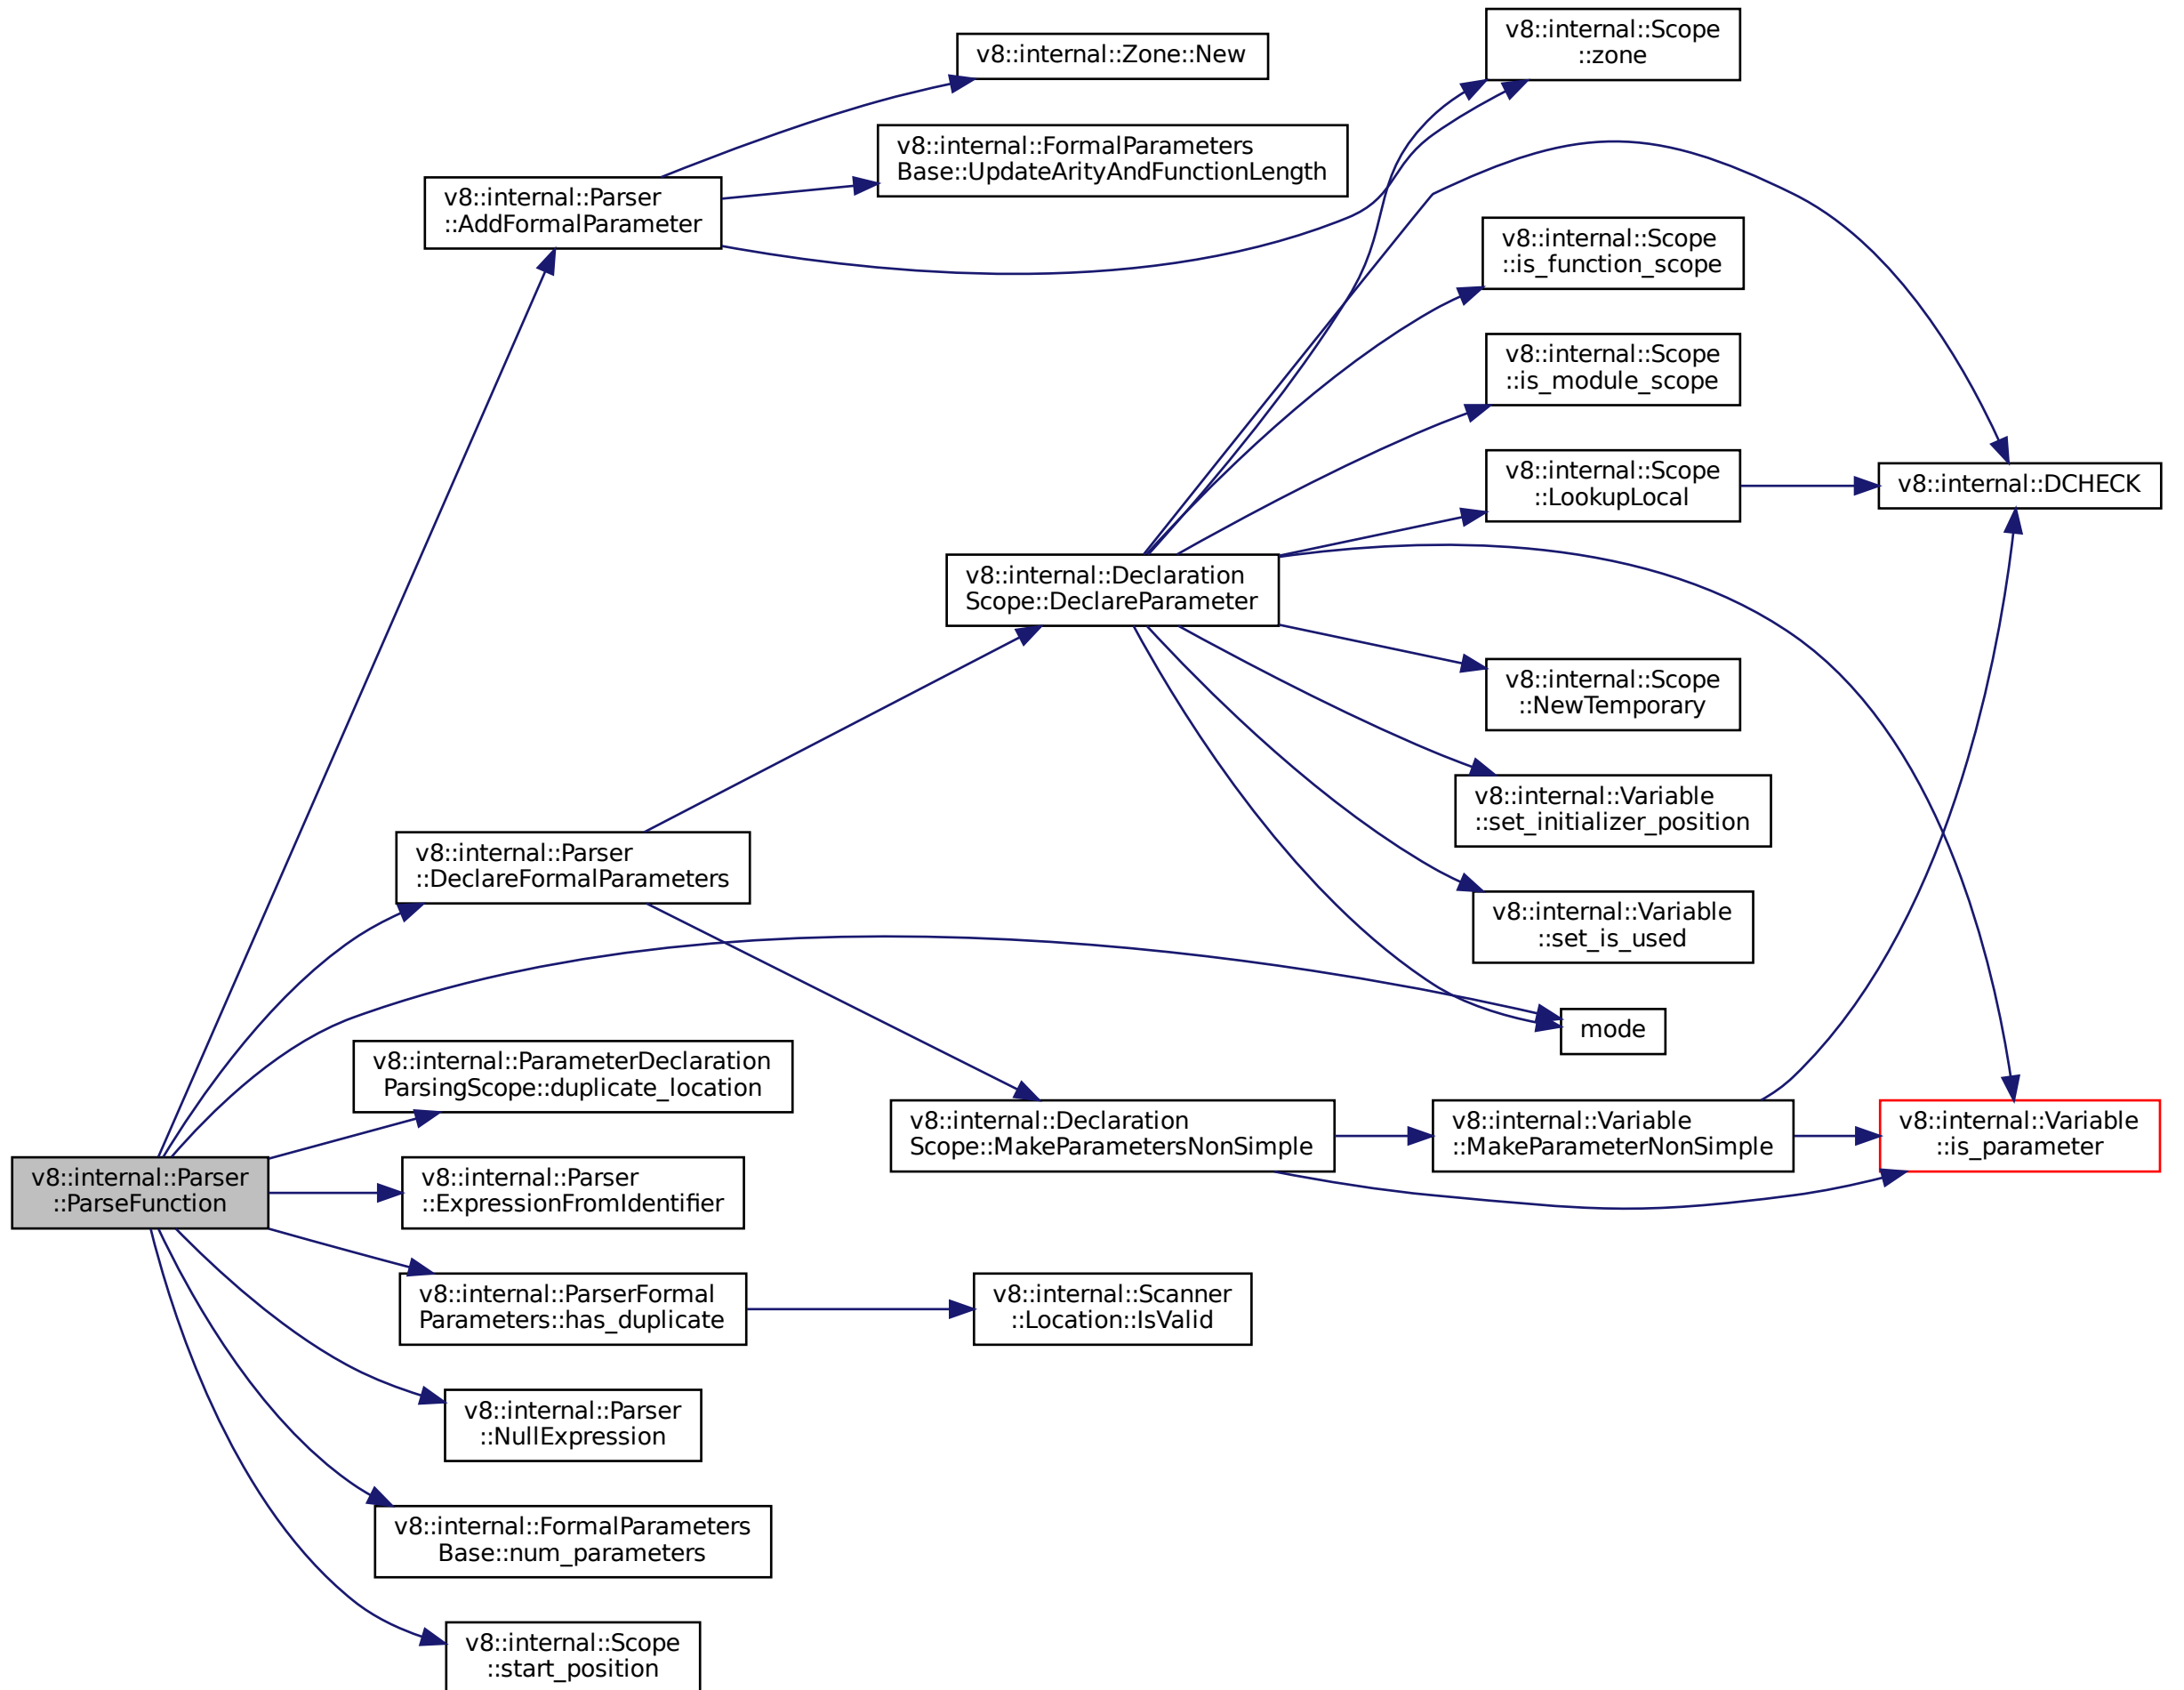 v8::internal::Scope
::zone
v8::internal::Zone::New
v8::internal::FormalParameters
Base::UpdateArityAndFunctionLength
v8::internal::Parser
::AddFormalParameter
v8::internal::Scope
::is_function_scope
v8::internal::Scope
::is_module_scope
v8::internal::Scope
::LookupLocal
v8::internal::DCHECK
v8::internal::Declaration
Scope::DeclareParameter
v8::internal::Scope
::NewTemporary
v8::internal::Variable
::set_initializer_position
v8::internal::Parser
::DeclareFormalParameters
v8::internal::Variable
::set_is_used
mode
v8::internal::ParameterDeclaration
ParsingScope::duplicate_location
v8::internal::Declaration
Scope::MakeParametersNonSimple
v8::internal::Variable
::MakeParameterNonSimple
v8::internal::Variable
::is_parameter
v8::internal::Parser
::ParseFunction
v8::internal::Parser
::ExpressionFromIdentifier
v8::internal::ParserFormal
Parameters::has_duplicate
v8::internal::Scanner
::Location::IsValid
v8::internal::Parser
::NullExpression
v8::internal::FormalParameters
Base::num_parameters
v8::internal::Scope
::start_position